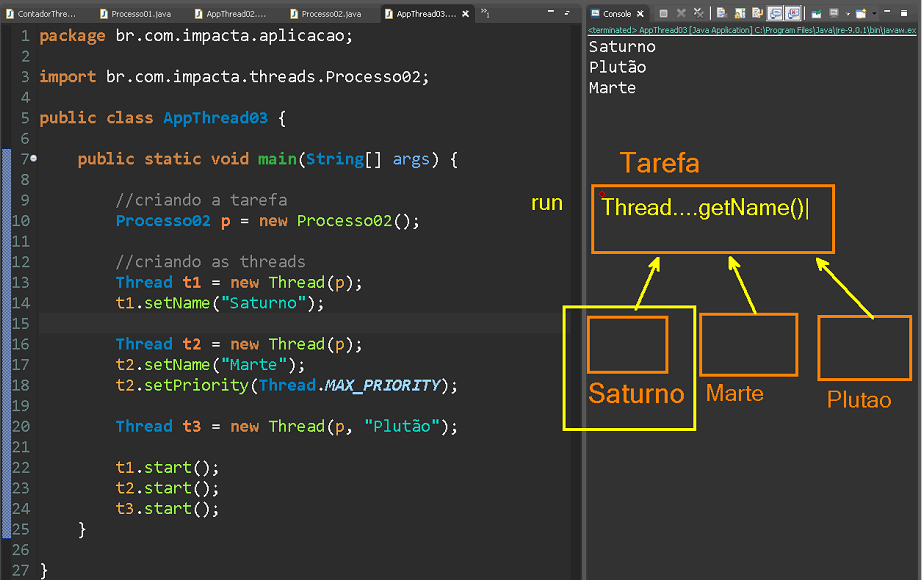 ContadorThre...
Processo01.java
AppThread02....
Processo02.java
AppThread03....
1 package br.com.impacta.aplicacao;
2
3 import br.com.impacta.threads.Processo02;
4
5 public class AppThread03 {
6
7 public static void main(String[] args) {
8
9 //criando a tarefa
10 Processo02 p = new Processo02();
11
12 //criando as threads
13 Thread t1 = new Thread(p);
14 t1.setName("Saturno");
15
16 Thread t2 = new Thread(p);
17 t2.setName("Marte");
18 t2.setPriority(Thread.MAX_PRIORITY);
19
20 Thread t3 = new Thread(p, "Plutão");
21
22 t1.start();
23 t2.start();
24 t3.start();
25 }
26
27 }
Console
<terminated> AppThread03 [Java Application] C:\Program Files\Java\jre-9.0.1\bin\javaw.ex
Saturno
Plutão
Marte
Tarefa
run
Thread....getName()
Saturno
Marte
Plutao